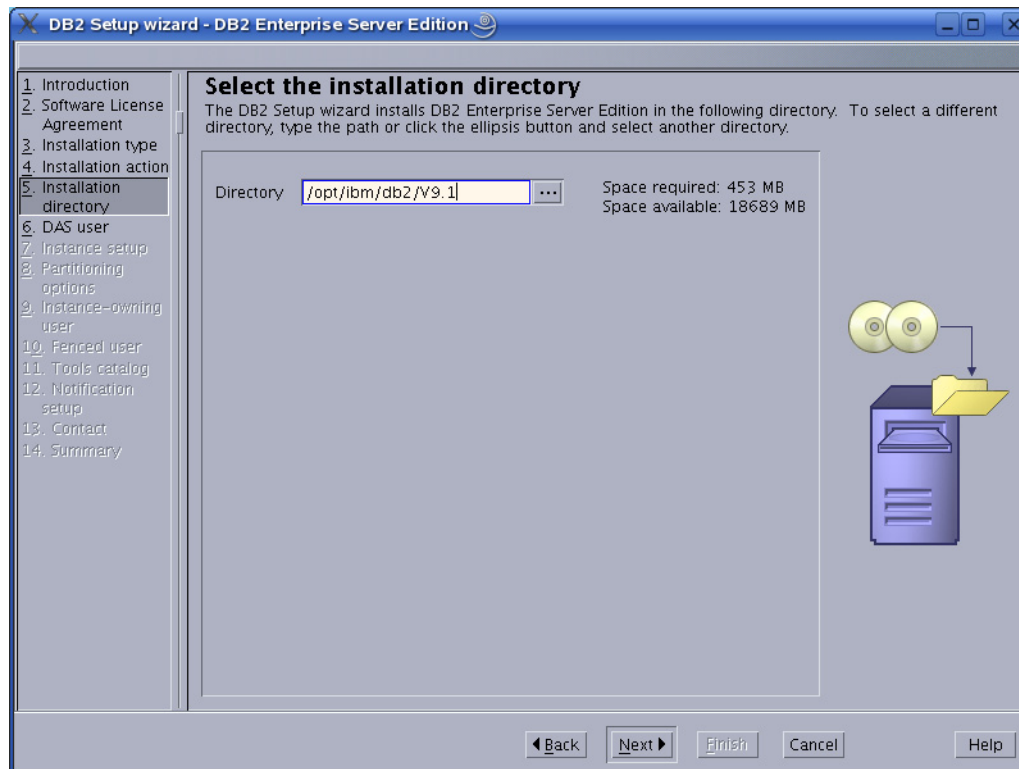 DB2 Setup wizard - DB2 Enterprise Server Edition
1. Introduction
2. Software License
Agreement
3. Installation type
4. Installation action
5. Installation
directory
6. DAS user
7. Instance setup
8. Partitioning
options
9. Instance-owning
user
10. Fenced user
11. Tools catalog
12. Notification
setup
13. Contact
14. Summary
Select the installation directory
The DB2 Setup wizard installs DB2 Enterprise Server Edition in the following directory. To select a different
directory, type the path or click the ellipsis button and select another directory.
Directory /opt/ibm/db2/V9.1 ...
Space required: 453 MB
Space available: 18689 MB
Back Next Finish Cancel Help